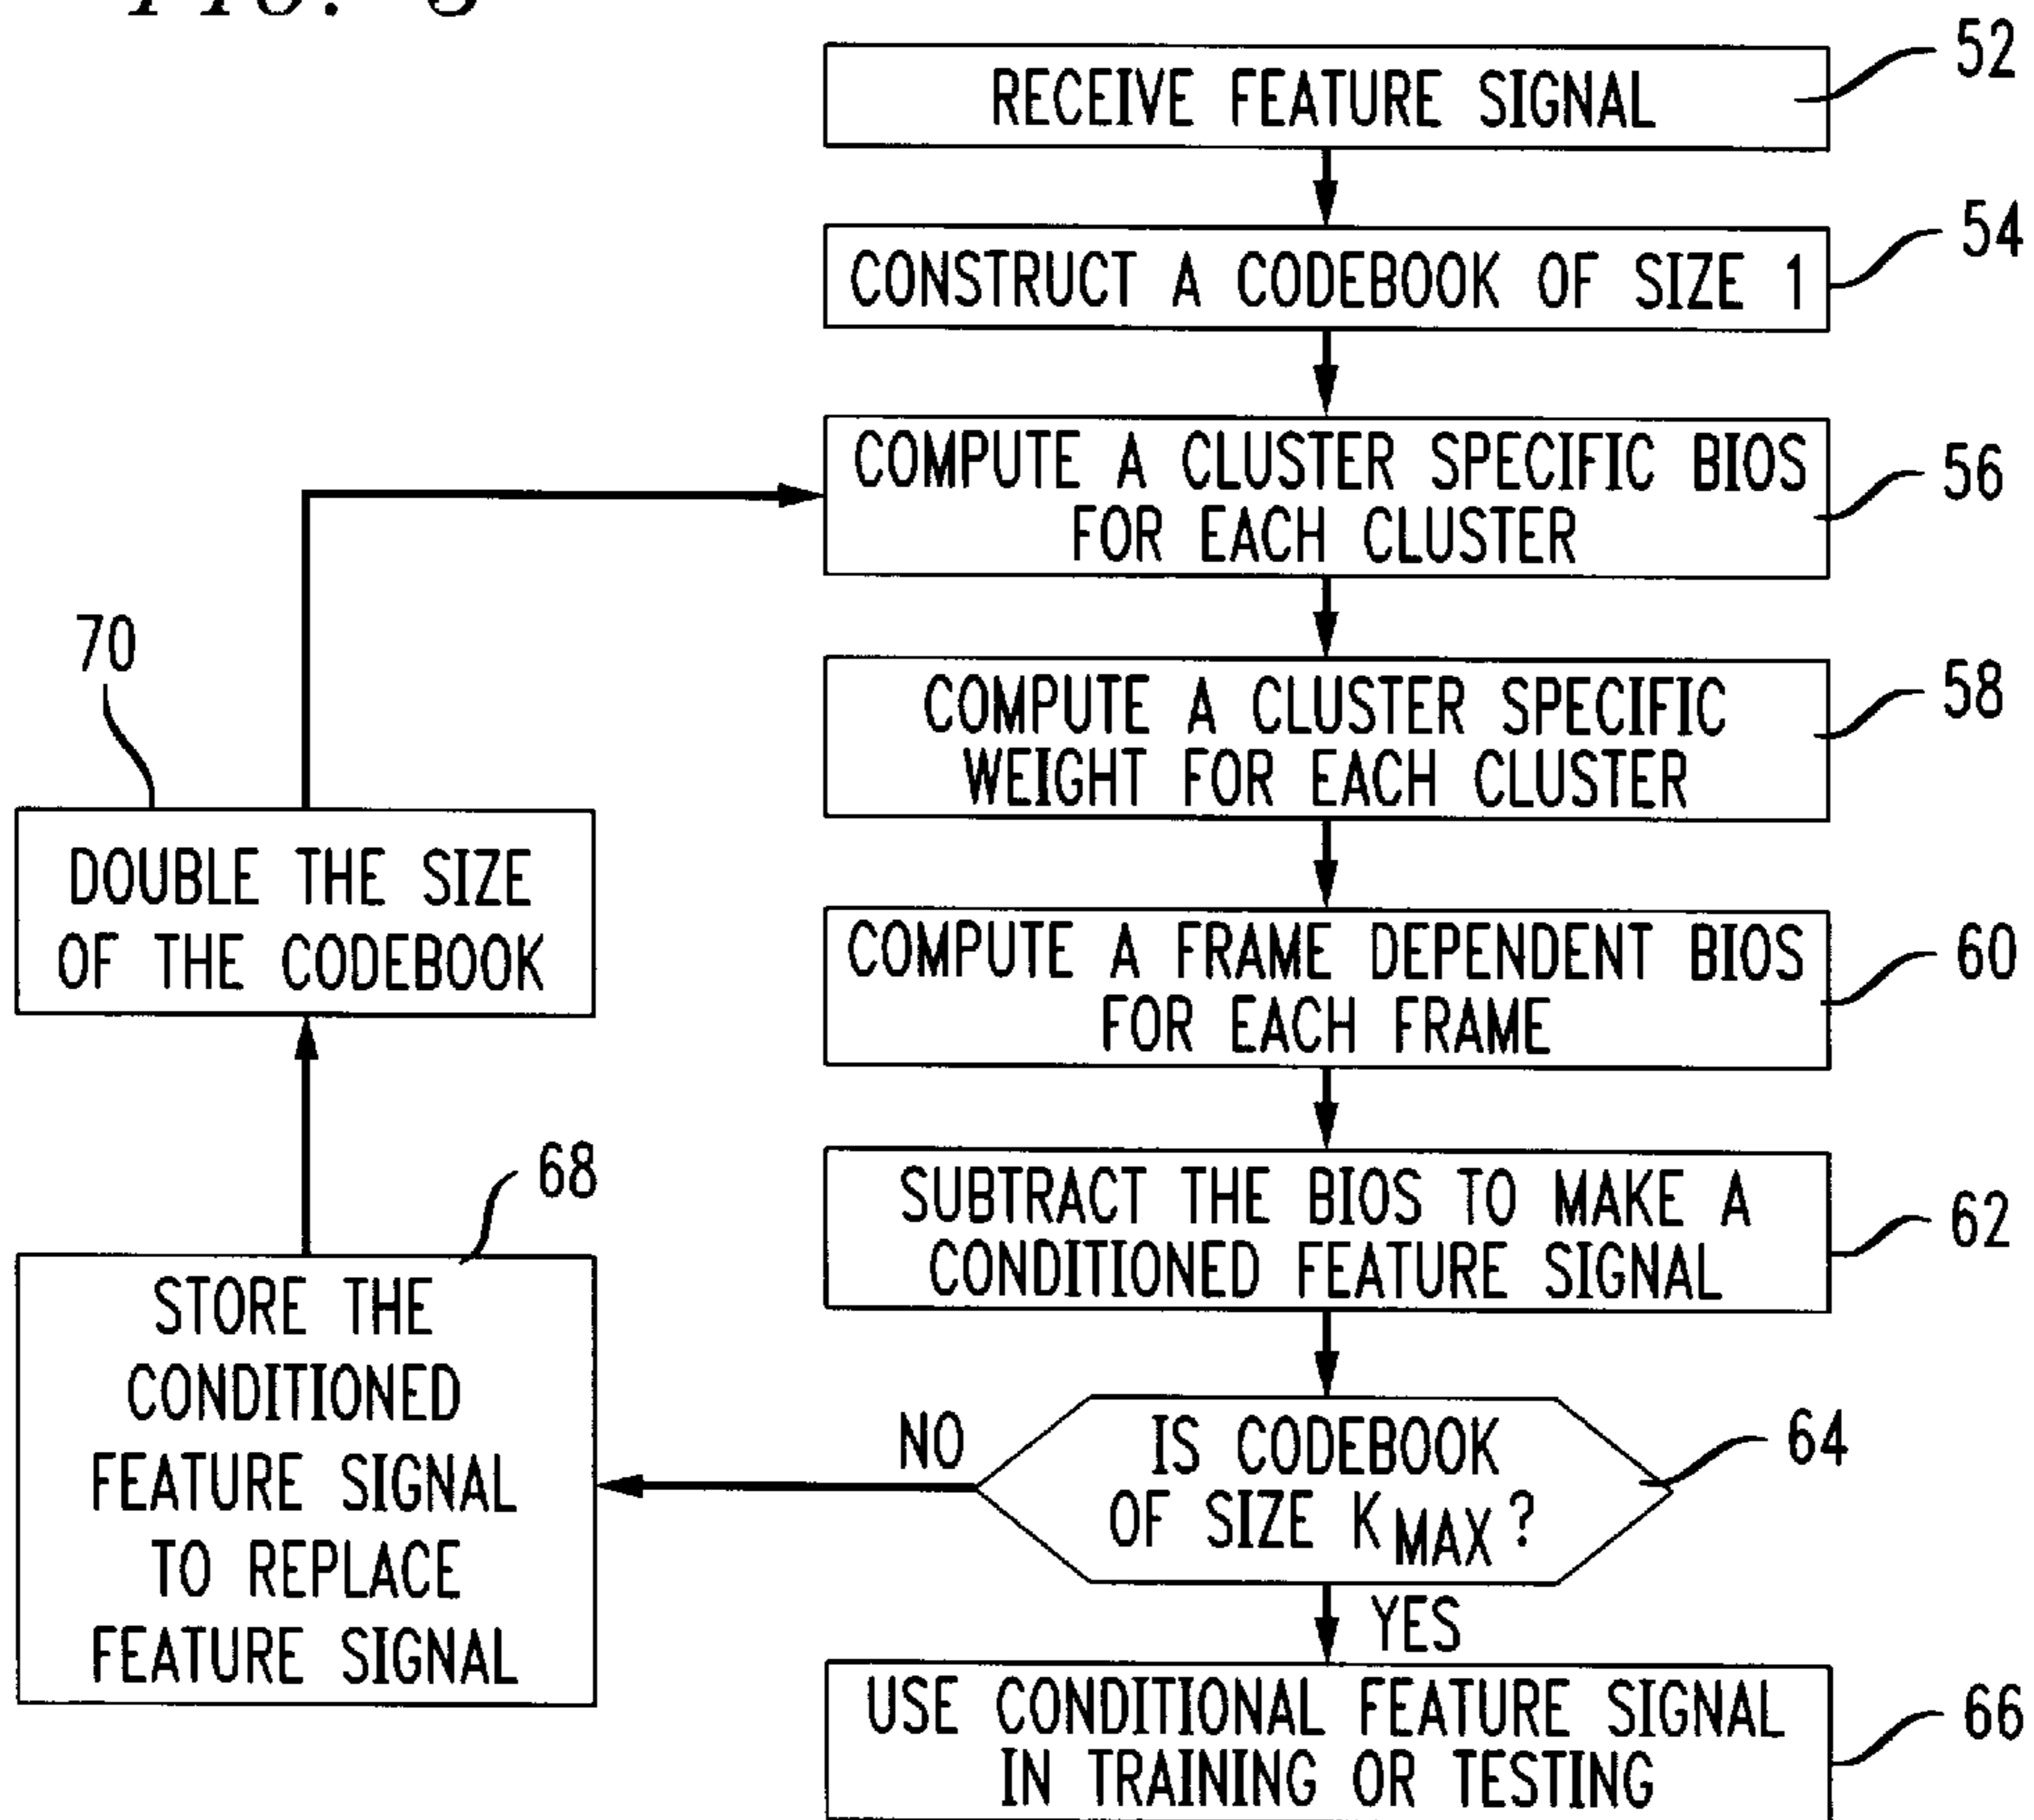 RECEIVE FEATURE SIGNAL
52
CONSTRUCT A CODEBOOK OF SIZE 1
54
COMPUTE A CLUSTER SPECIFIC BIOS
FOR EACH CLUSTER
56
COMPUTE A CLUSTER SPECIFIC
WEIGHT FOR EACH CLUSTER
58
COMPUTE A FRAME DEPENDENT BIOS
FOR EACH FRAME
60
SUBTRACT THE BIOS TO MAKE A
CONDITIONED FEATURE SIGNAL
62
IS CODEBOOK
OF SIZE K MAX ?
64
NO
YES
USE CONDITIONAL FEATURE SIGNAL
IN TRAINING OR TESTING
66
STORE THE
CONDITIONED
FEATURE SIGNAL
TO REPLACE
FEATURE SIGNAL
68
DOUBLE THE SIZE
OF THE CODEBOOK
70